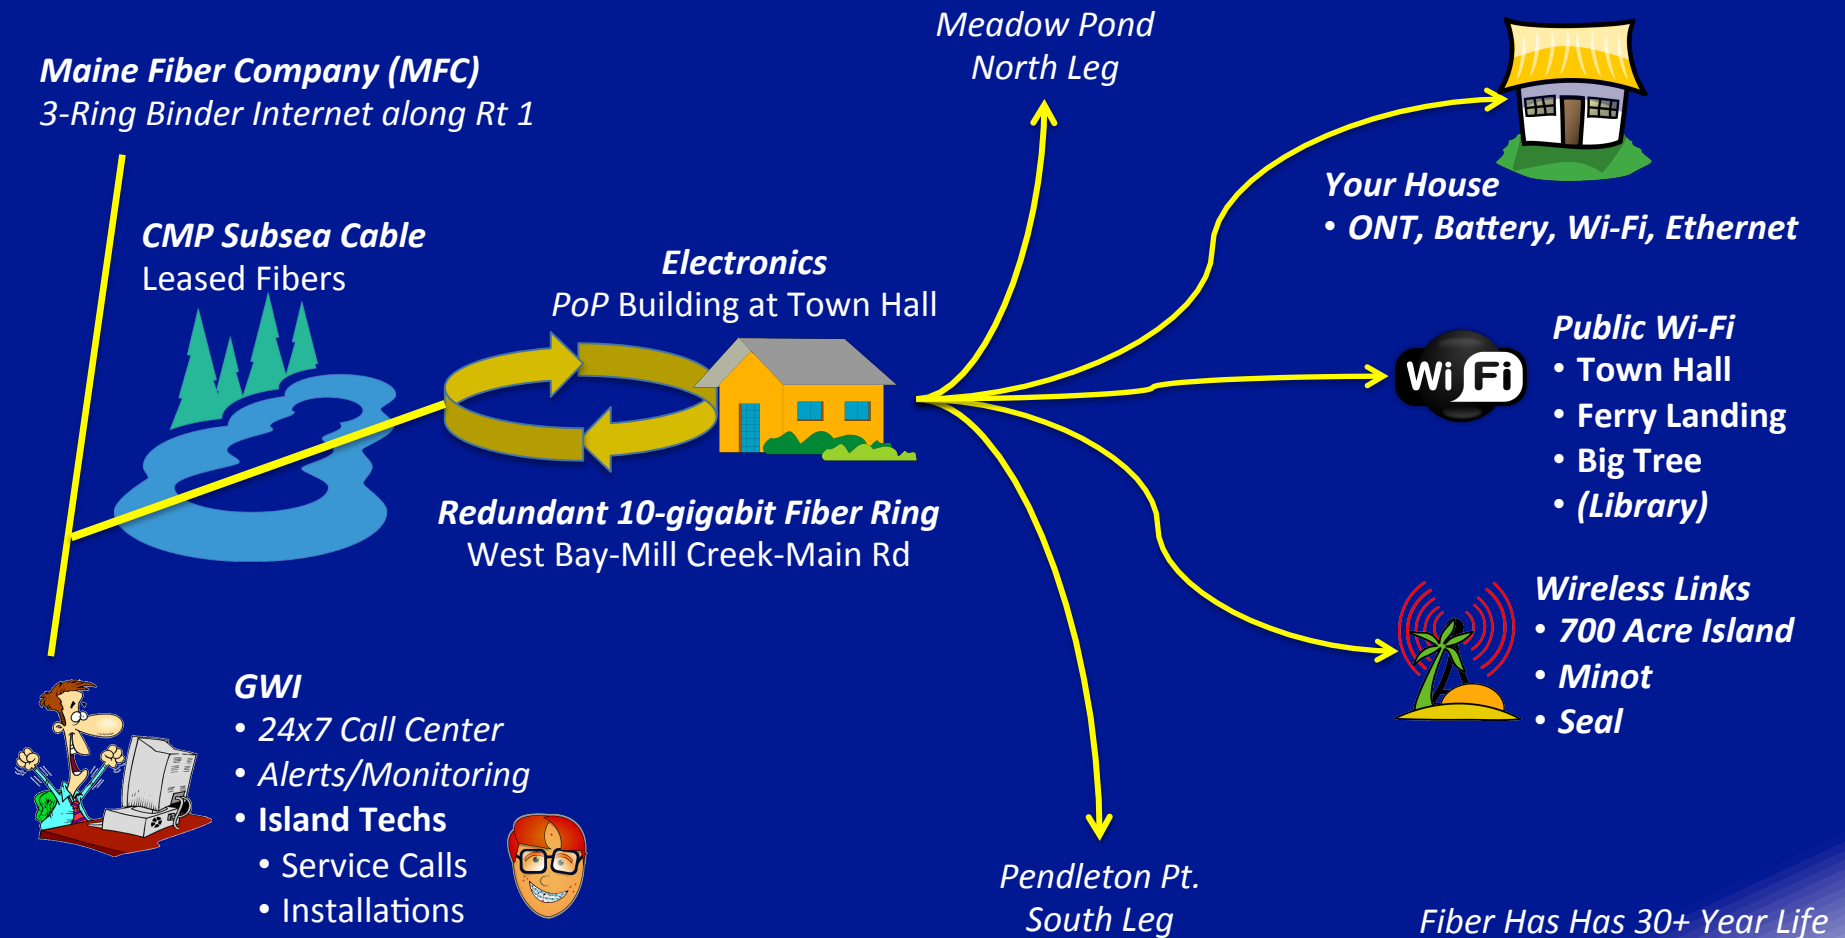 Maine Fiber Company (MFC)
3-Ring Binder Internet along Rt 1
CMP Subsea Cable
Leased Fibers
Electronics
PoP Building at Town Hall
Redundant 10-gigabit Fiber Ring
West Bay-Mill Creek-Main Rd
GWI
• 24x7 Call Center
• Alerts/Monitoring
• Island Techs
• Service Calls
• Installations
Meadow Pond
North Leg
Pendleton Pt.
South Leg
Your House
• ONT, Battery, Wi-Fi, Ethernet
Wi Fi
Public Wi-Fi
• Town Hall
• Ferry Landing
• Big Tree
• (Library)
Wireless Links
• 700 Acre Island
• Minot
• Seal
Fiber Has Has 30+ Year Life